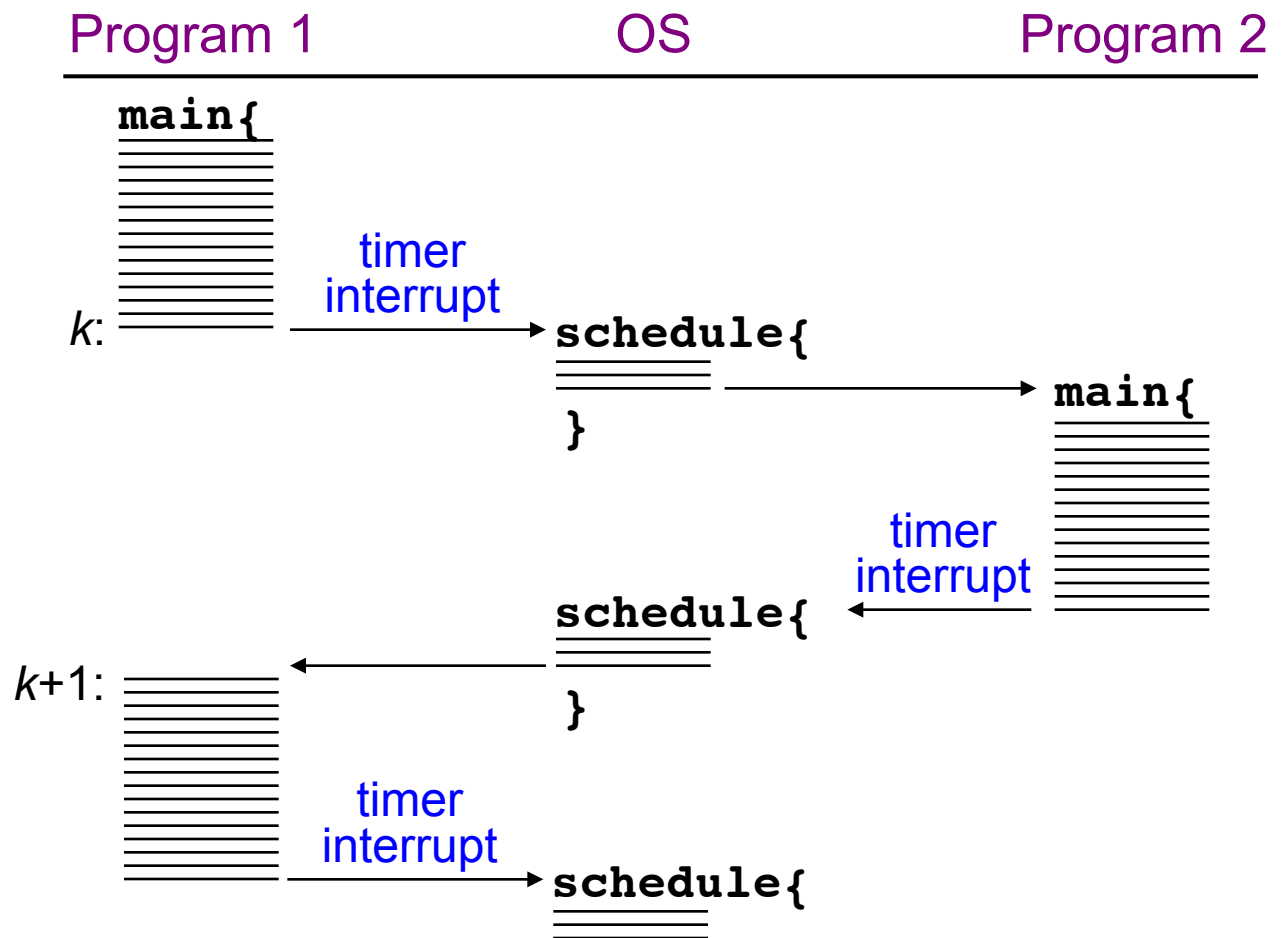 Program 1 OS Program 2
main{
timer
interrupt
k:
schedule{
main{
}
timer
interrupt
schedule{
k+1:
}
timer
interrupt
schedule{